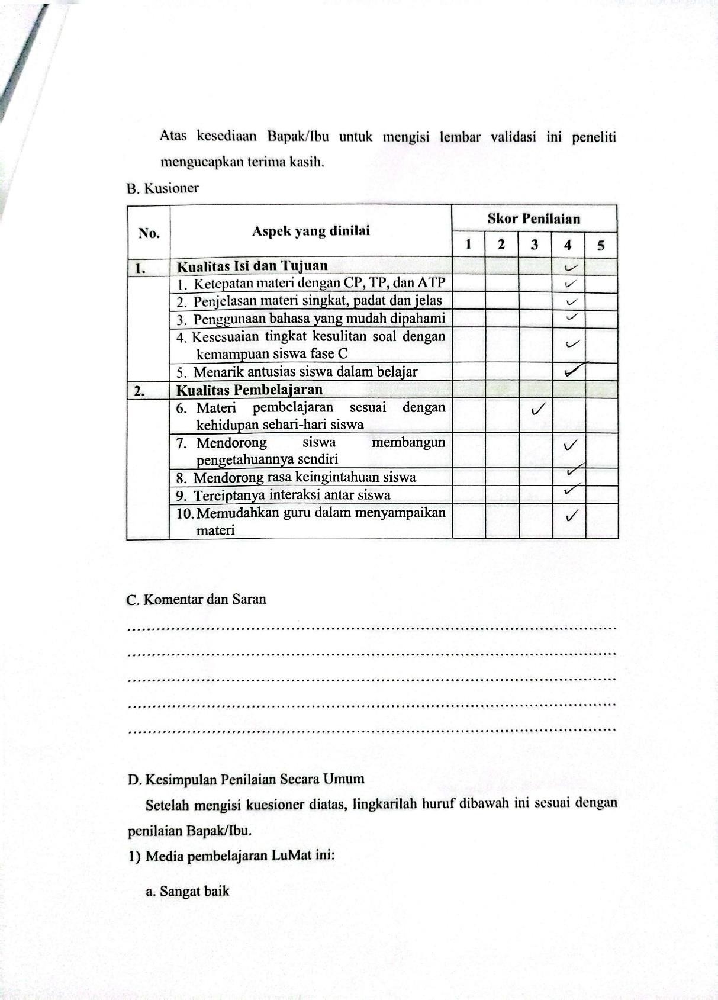 Atas kesediaan Bapak/Ibu untuk mengisi lembar validasi ini peneliti
mengucapkan terima kasih.
B. Kusioner
No. Aspek yang dinilai Skor Penilaian
1 2 3 4 5
1. Kualitas Isi dan Tujuan ✓
1. Ketepatan materi dengan CP, TP, dan ATP ✓
2. Penjelasan materi singkat, padat dan jelas ✓
3. Penggunaan bahasa yang mudah dipahami ✓
4. Kesesuaian tingkat kesulitan soal dengan
kemampuan siswa fase C ✓
5. Menarik antusias siswa dalam belajar ✓
2. Kualitas Pembelajaran
6. Materi pembelajaran sesuai dengan
kehidupan sehari-hari siswa ✓
7. Mendorong siswa membangun
pengetahuannya sendiri ✓
8. Mendorong rasa keingintahuan siswa ✓
9. Terciptanya interaksi antar siswa ✓
10. Memudahkan guru dalam menyampaikan
materi ✓
C. Komentar dan Saran
D. Kesimpulan Penilaian Secara Umum
Setelah mengisi kuesioner diatas, lingkarilah huruf dibawah ini sesuai dengan
penilaian Bapak/Ibu.
1) Media pembelajaran LuMat ini:
a. Sangat baik